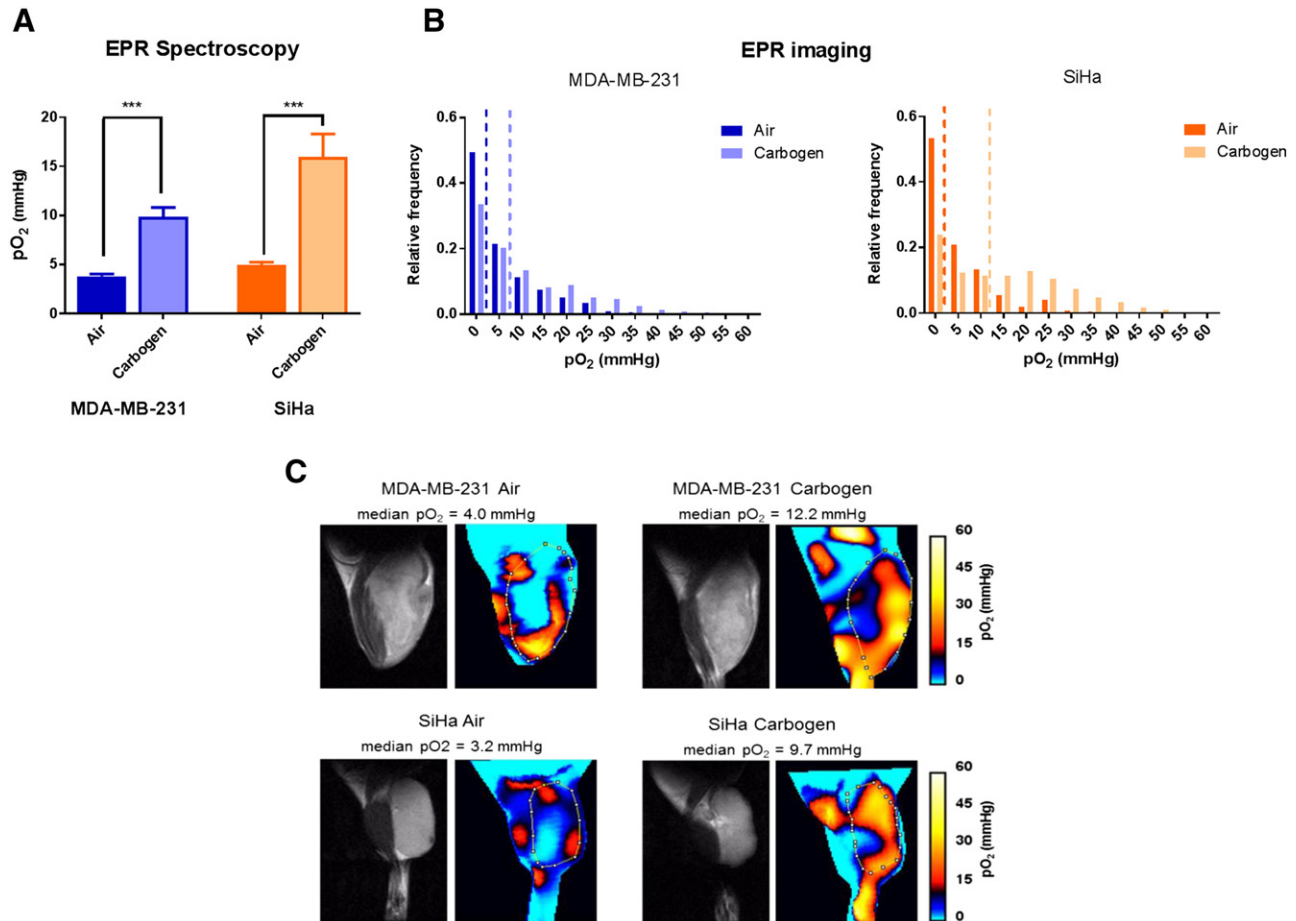 A
EPR Spectroscopy
***
***
20
15
10
5
0
pO2 (mmHg)
Air
Carbogen
Air
Carbogen
MDA-MB-231
SiHa
B
EPR imaging
MDA-MB-231
0.6
0.4
0.2
0.0
Relative frequency
Air
Carbogen
0 5 10 15 20 25 30 35 40 45 50 55 60
pO2 (mmHg)
SiHa
0.6
0.4
0.2
0.0
Relative frequency
Air
Carbogen
0 5 10 15 20 25 30 35 40 45 50 55 60
pO2 (mmHg)
C
MDA-MB-231 Air
median pO2 = 4.0 mmHg
MDA-MB-231 Carbogen
median pO2 = 12.2 mmHg
60
45
30
15
0
pO2 (mmHg)
SiHa Air
median pO2 = 3.2 mmHg
SiHa Carbogen
median pO2 = 9.7 mmHg
60
45
30
15
0
pO2 (mmHg)